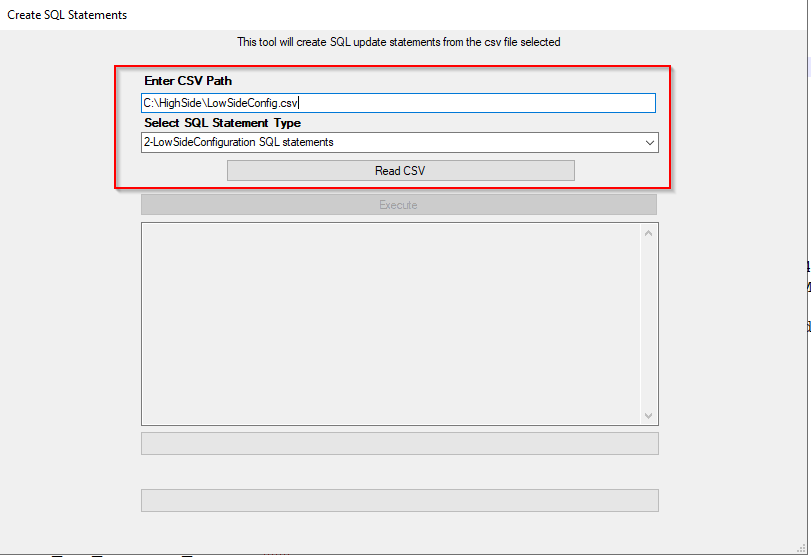 Create SQL Statements
This tool will create SQL update statements from the csv file selected
Enter CSV Path
C:\HighSide\LowSideConfig.csv
Select SQL Statement Type
2-LowSideConfiguration SQL statements
Read CSV
Execute